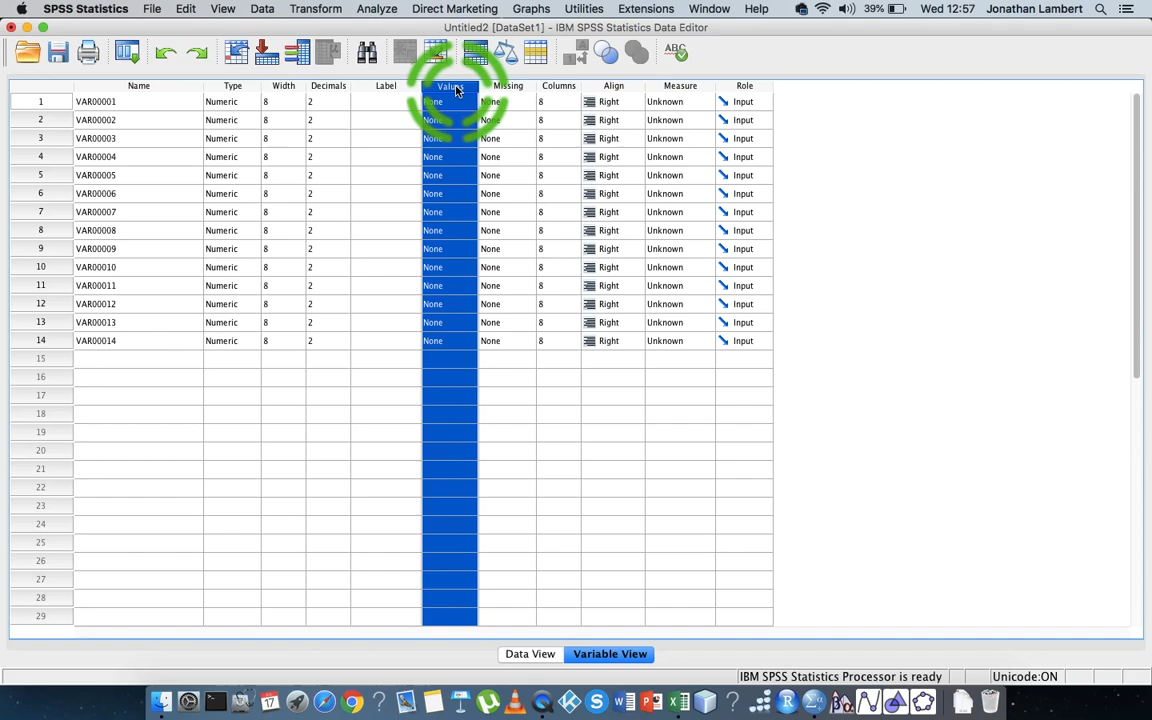 SPSS Statistics File Edit View Data Transform Analyze Direct Marketing Graphs Utilities Extensions Window Help 39% Wed 12:57 Jonathan Lambert
Untitled2 [DataSet1] - IBM SPSS Statistics Data Editor
Name Type Width Decimals Label Values Missing Columns Align Measure Role
1 VAR00001 Numeric 8 2 None None 8 Right Unknown Input
2 VAR00002 Numeric 8 2 None None 8 Right Unknown Input
3 VAR00003 Numeric 8 2 None None 8 Right Unknown Input
4 VAR00004 Numeric 8 2 None None 8 Right Unknown Input
5 VAR00005 Numeric 8 2 None None 8 Right Unknown Input
6 VAR00006 Numeric 8 2 None None 8 Right Unknown Input
7 VAR00007 Numeric 8 2 None None 8 Right Unknown Input
8 VAR00008 Numeric 8 2 None None 8 Right Unknown Input
9 VAR00009 Numeric 8 2 None None 8 Right Unknown Input
10 VAR00010 Numeric 8 2 None None 8 Right Unknown Input
11 VAR00011 Numeric 8 2 None None 8 Right Unknown Input
12 VAR00012 Numeric 8 2 None None 8 Right Unknown Input
13 VAR00013 Numeric 8 2 None None 8 Right Unknown Input
14 VAR00014 Numeric 8 2 None None 8 Right Unknown Input
15
16
17
18
19
20
21
22
23
24
25
26
27
28
29
Data View Variable View
IBM SPSS Statistics Processor is ready Unicode:ON